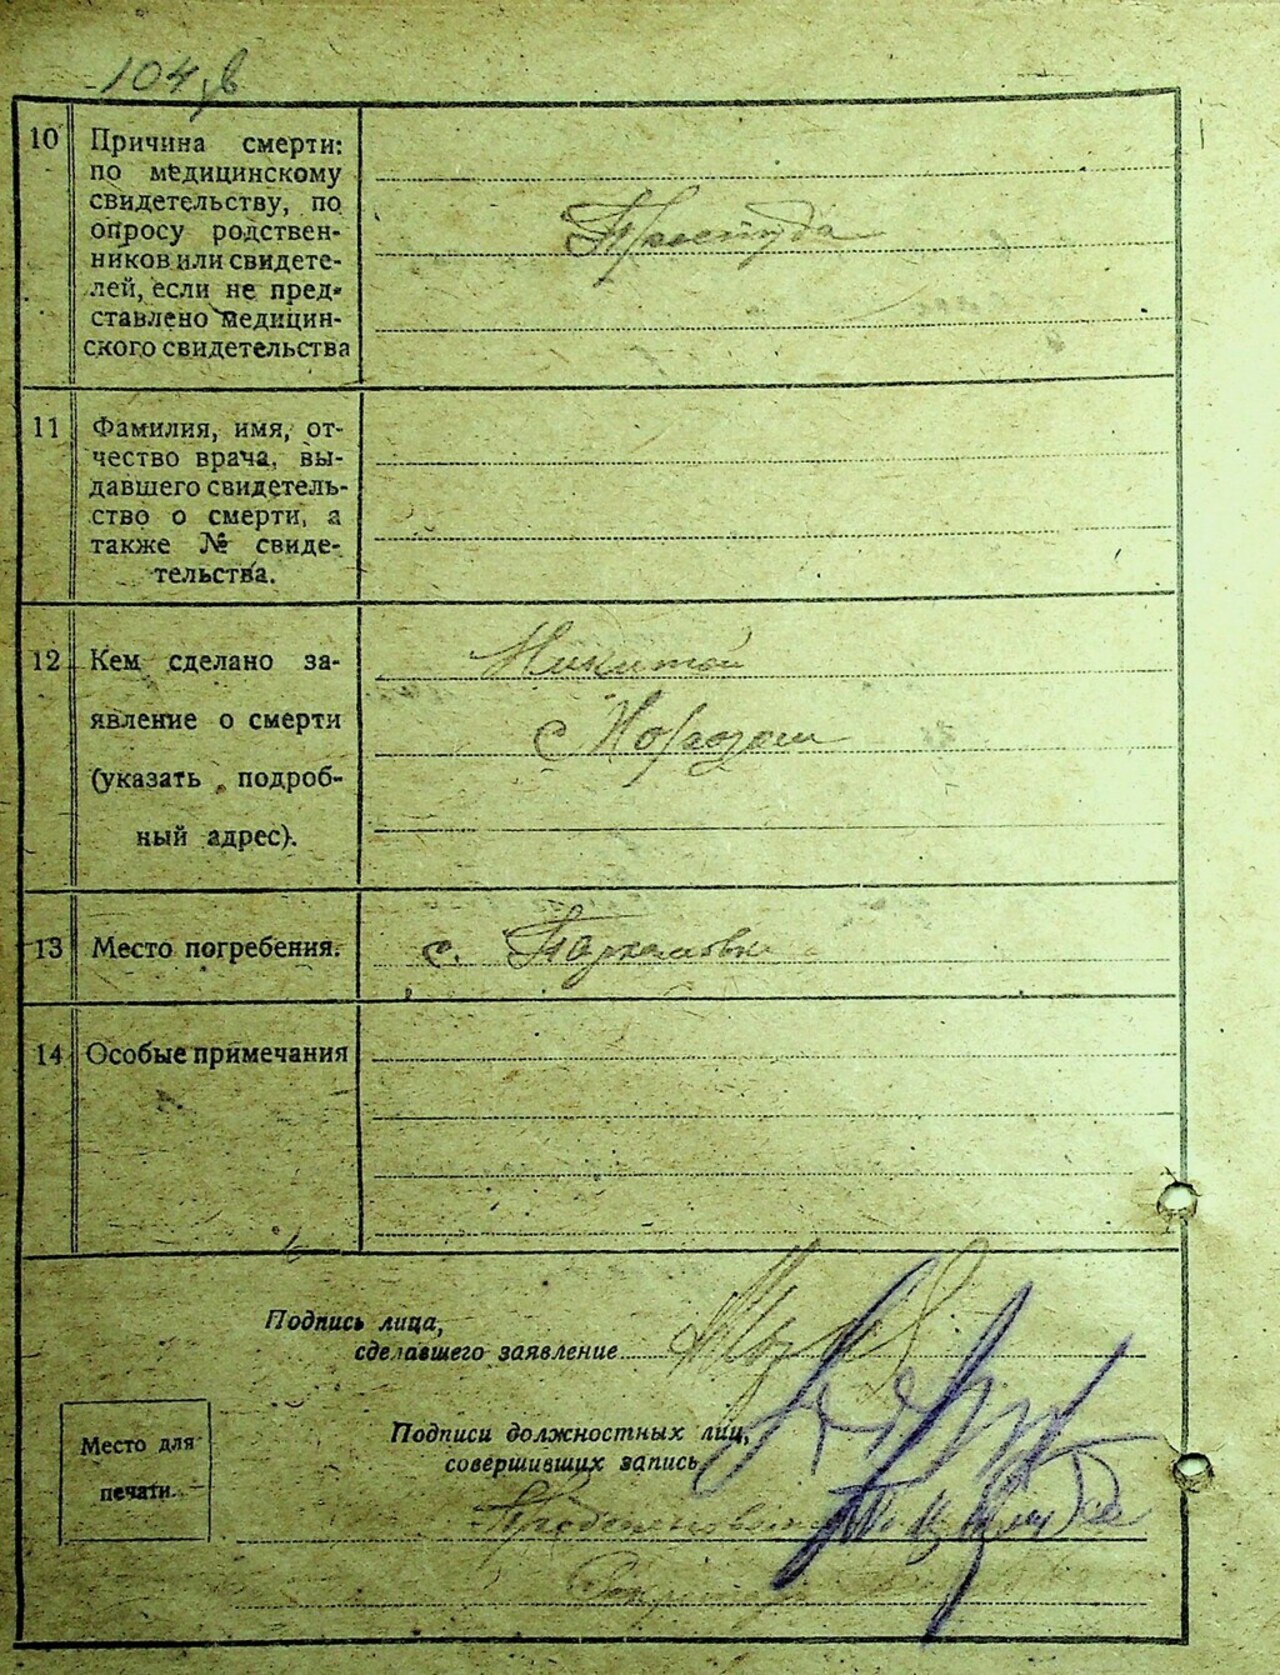 104,в
10 Причина смерти:
по медицинскому
свидетельству, по
опросу родствен-
ников или свидете-
лей, если не пред-
ставлено медицин-
ского свидетельства
Простуда
11 Фамилия, имя, от-
чество врача, вы-
давшего свидетель-
ство о смерти, а
также № свиде-
тельства.
12 Кем сделано за-
явление о смерти
(указать подроб-
ный адрес).
Никитой
с
13 Место погребения.
с.
14 Особые примечания
Подпись лица,
сделавшего заявление
Место для
печати.
Подписи должностных лиц,
совершивших запись